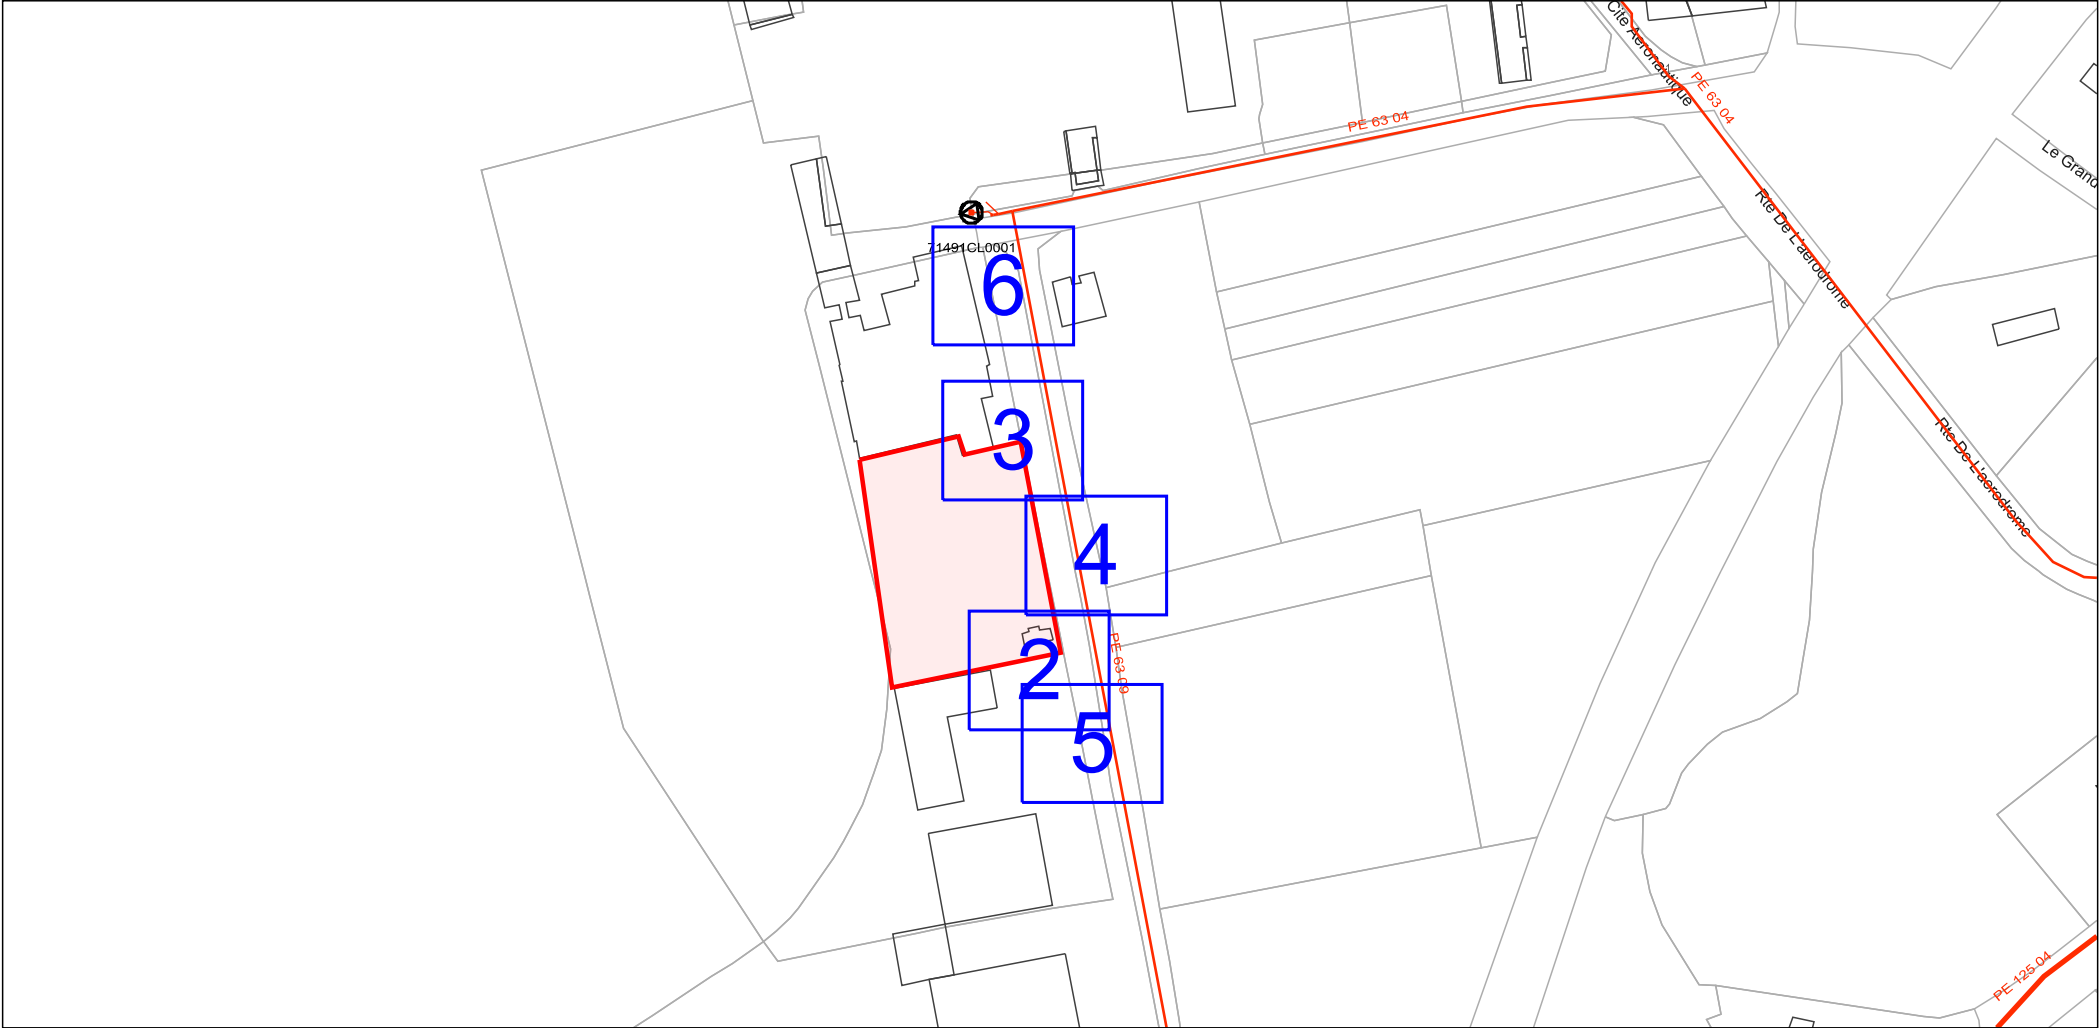 Cite Aeronautique
PE 63 04
PE 63 04
Le Grand
Rte De L'aerodrome
71491CL0001
6
3
Rte De L'aerodrome
4
PE 63 09
2
5
PE 125 04